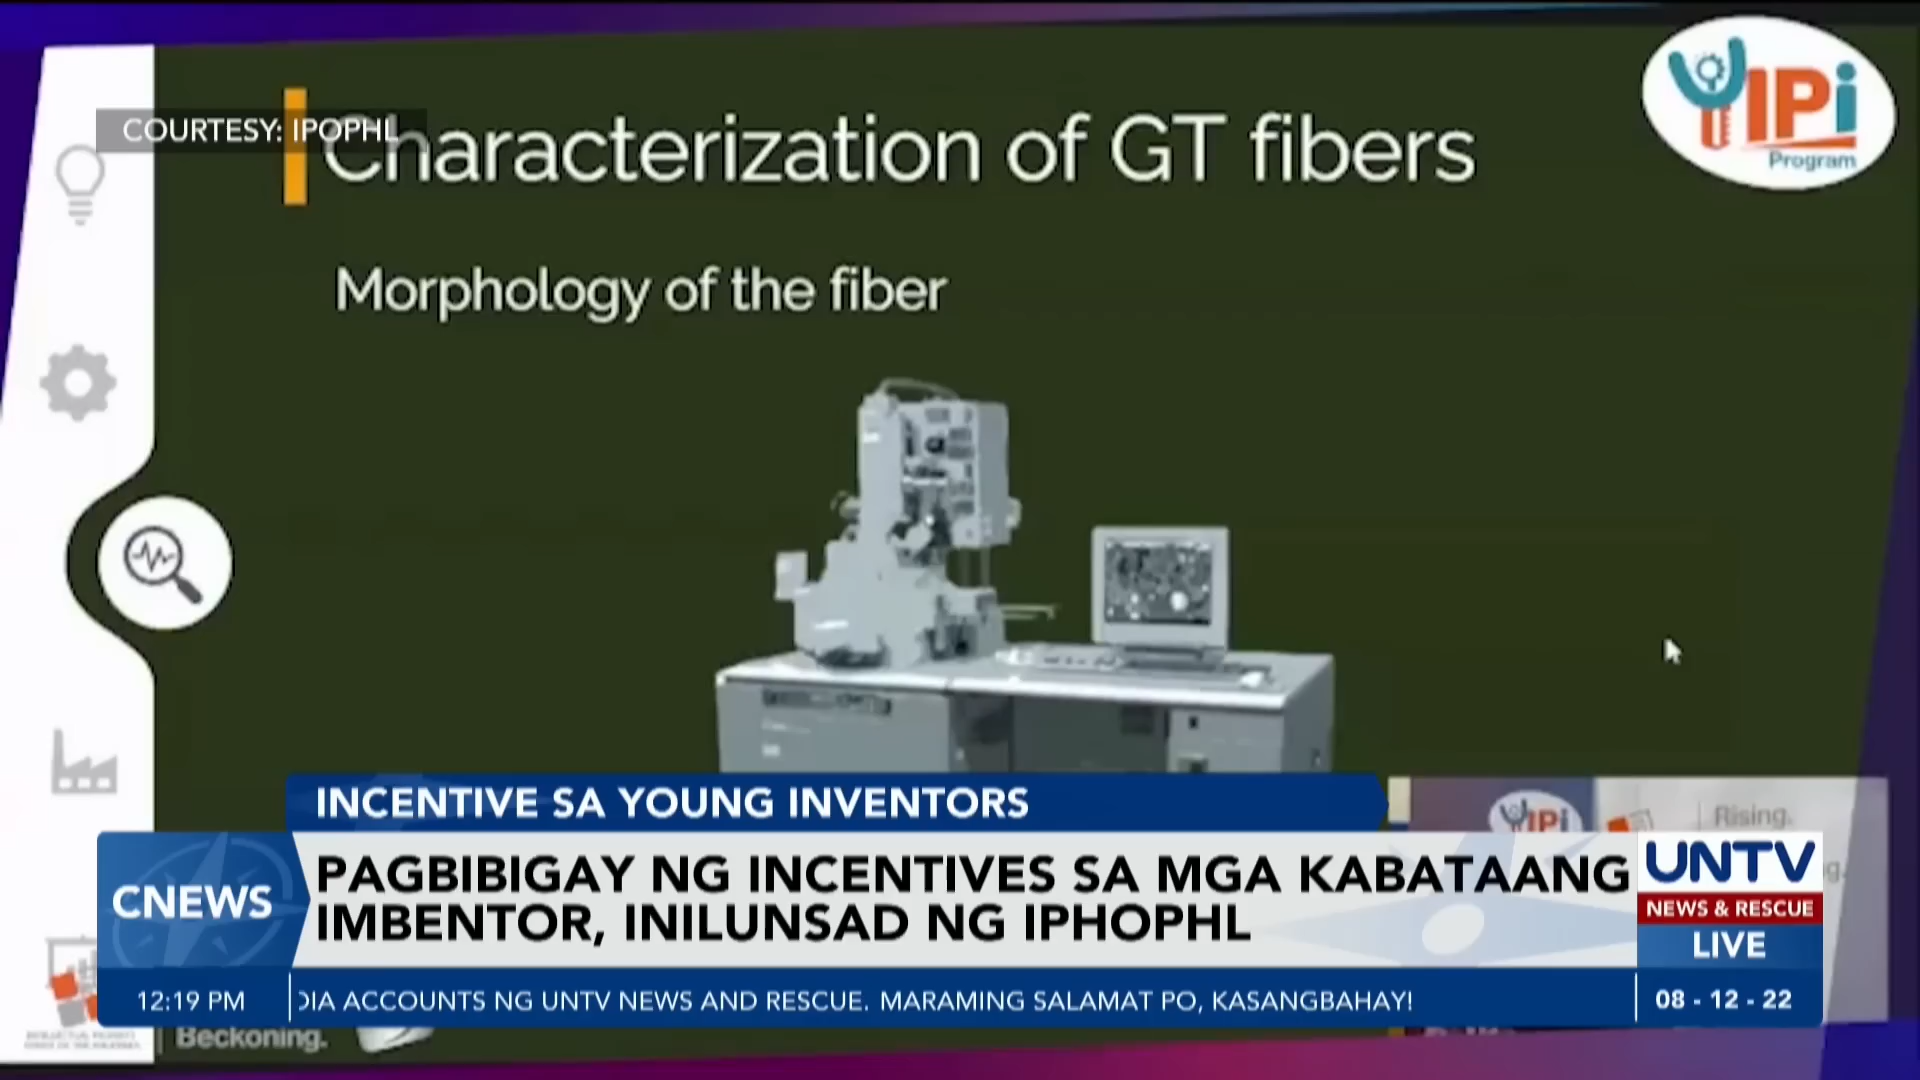 COURTESY: IPOPHL
Characterization of GT fibers
YIPi
Program
Morphology of the fiber
INCENTIVE SA YOUNG INVENTORS
YIPi
Rising.
CNEWS
PAGBIBIGAY NG INCENTIVES SA MGA KABATAANG
IMBENTOR, INILUNSAD NG IPHOPHL
UNTV
NEWS & RESCUE
LIVE
12:19 PM
DIA ACCOUNTS NG UNTV NEWS AND RESCUE. MARAMING SALAMAT PO, KASANGBAHAY!
08 - 12 - 22
Beckoning.